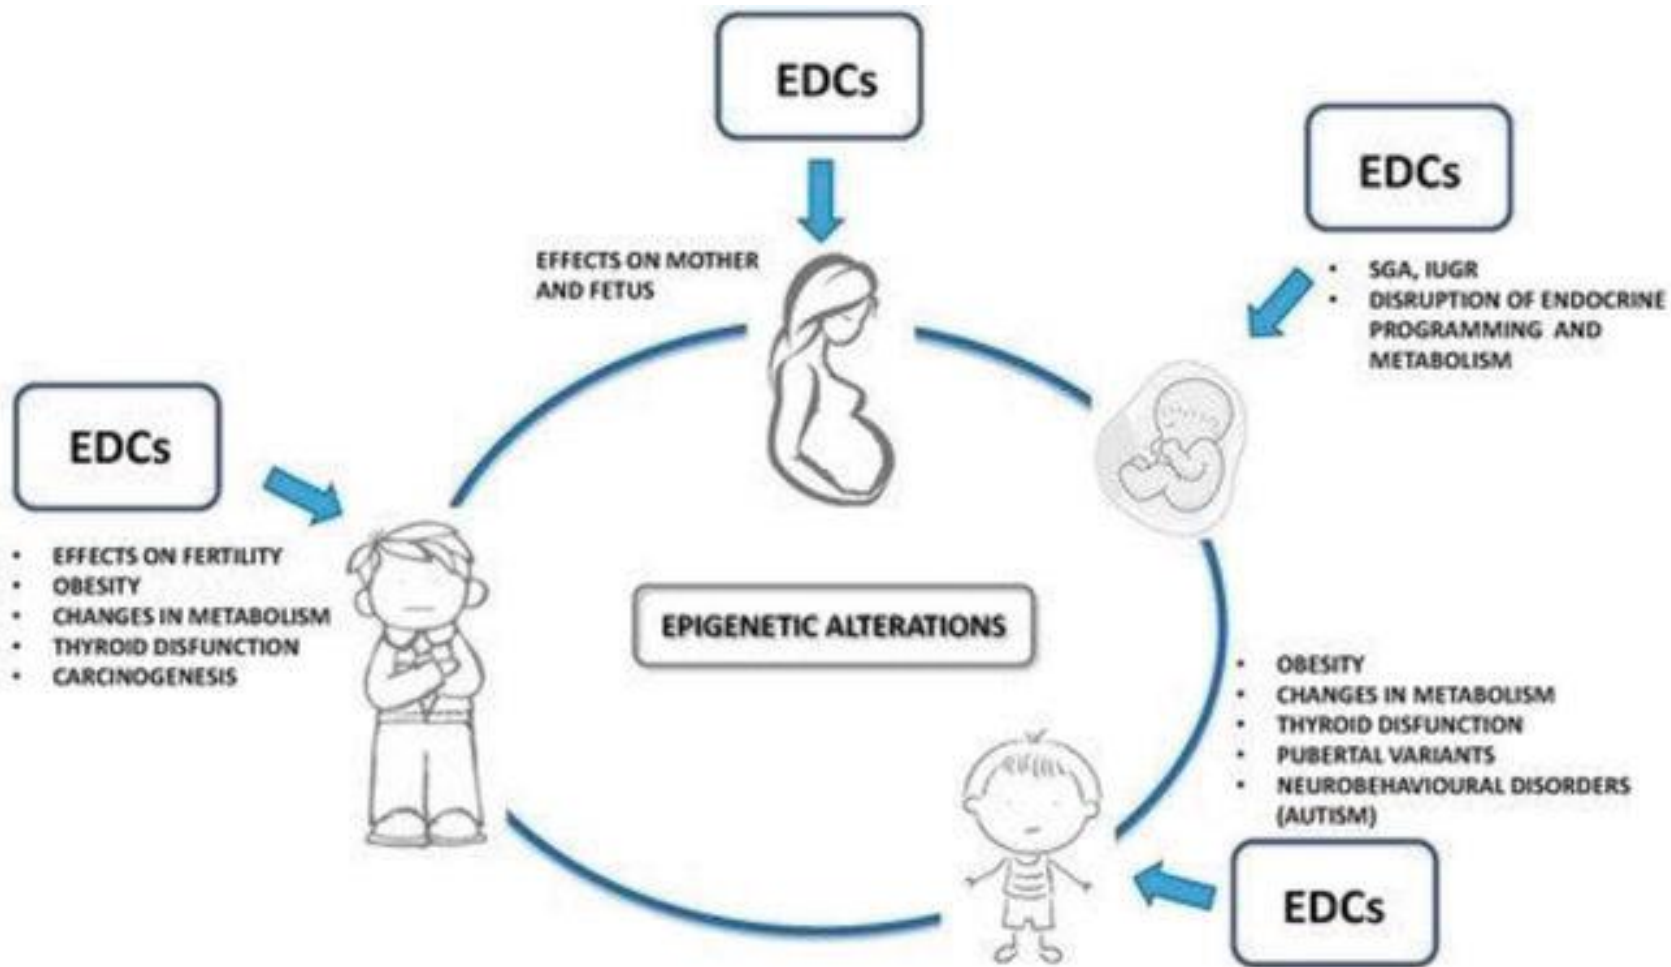 EDCs
EFFECTS ON MOTHER
AND FETUS
EDCs
• SGA, IUGR
• DISRUPTION OF ENDOCRINE
PROGRAMMING AND
METABOLISM
EDCs
• EFFECTS ON FERTILITY
• OBESITY
• CHANGES IN METABOLISM
• THYROID DISFUNCTION
• CARCINOGENESIS
EPIGENETIC ALTERATIONS
• OBESITY
• CHANGES IN METABOLISM
• THYROID DISFUNCTION
• PUBERTAL VARIANTS
• NEUROBEHAVIOURAL DISORDERS
(AUTISM)
EDCs